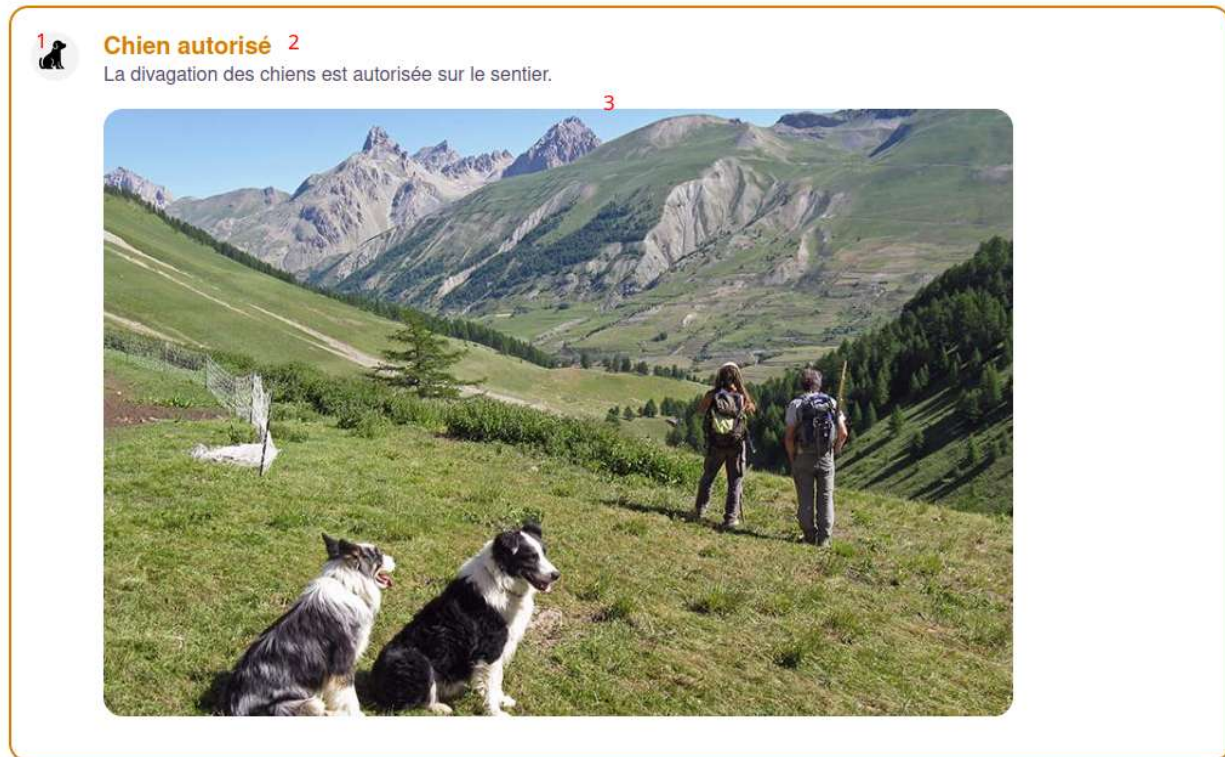 1
Chien autorisé 2
La divagation des chiens est autorisée sur le sentier.
3